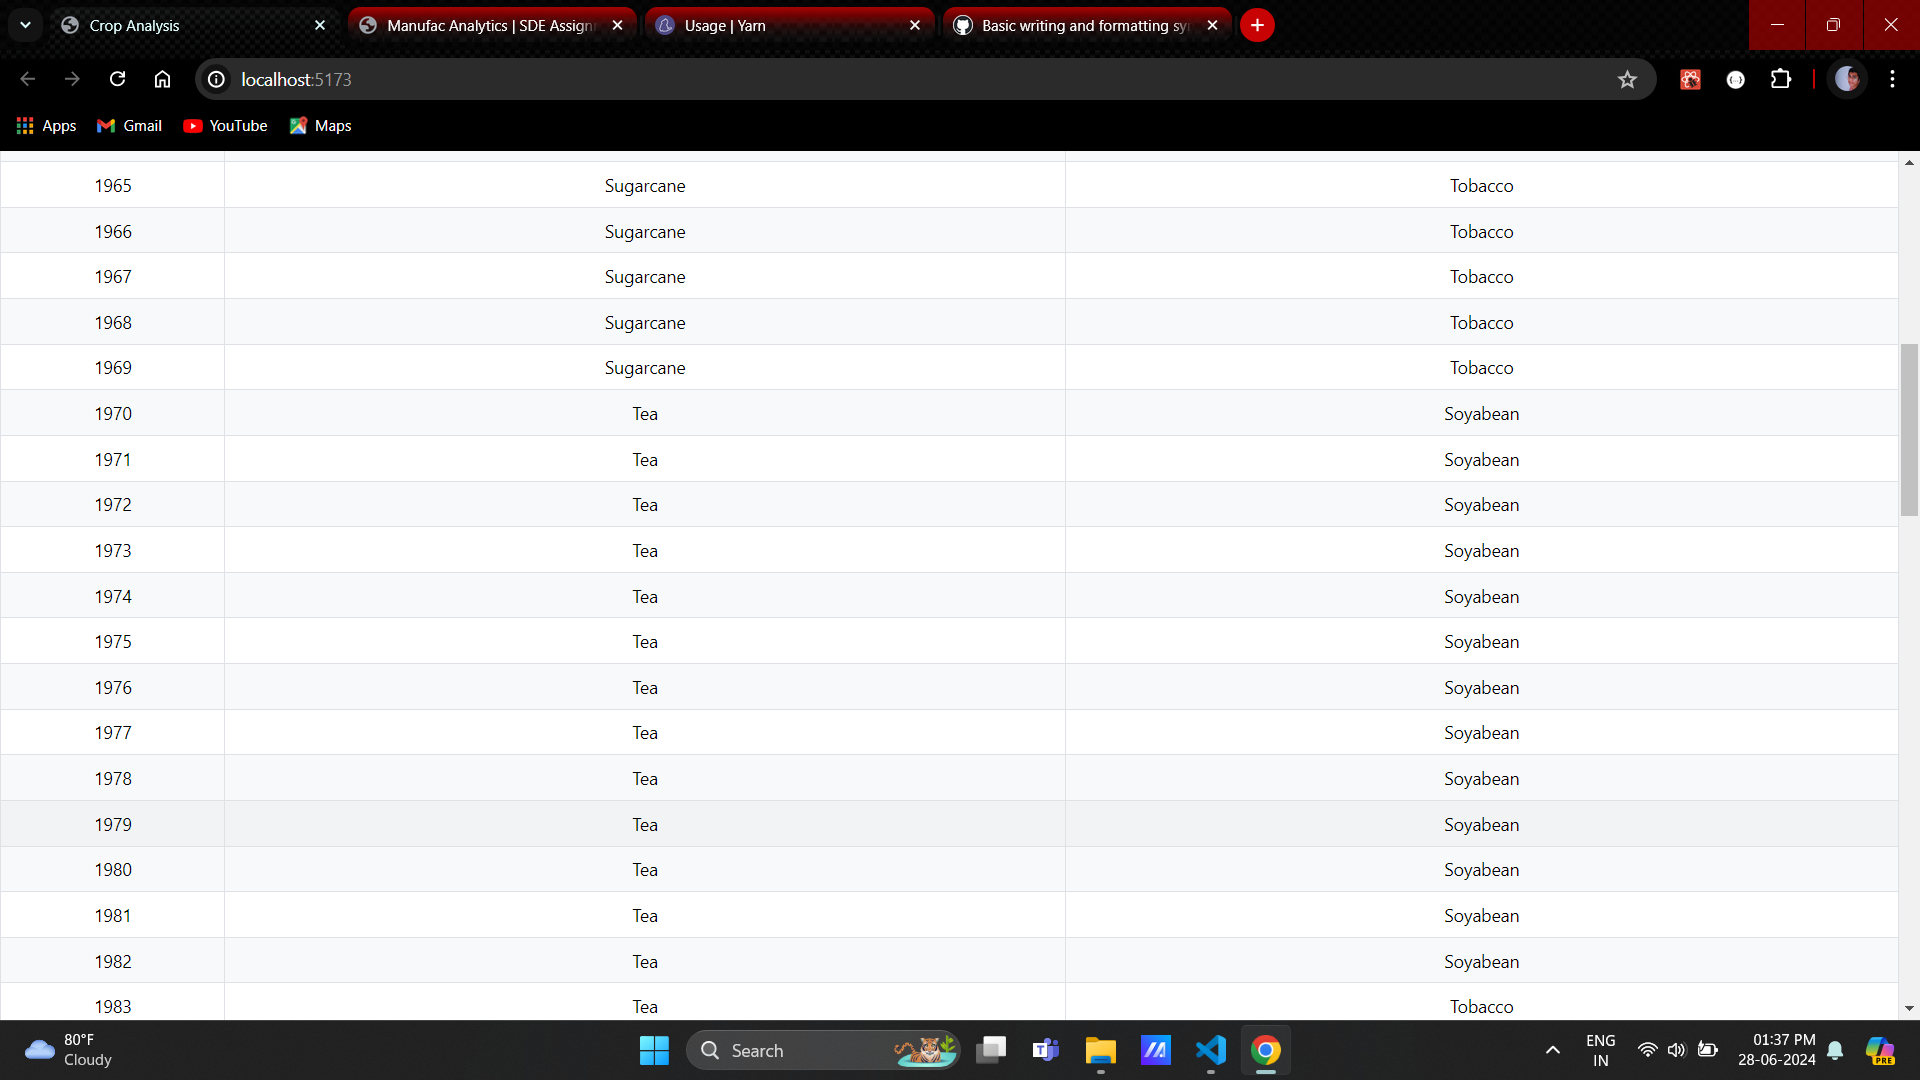 Crop Analysis
Manufac Analytics | SDE Assign
Usage | Yarn
Basic writing and formatting sy
localhost:5173
Apps
Gmail
YouTube
Maps
1965 Sugarcane Tobacco
1966 Sugarcane Tobacco
1967 Sugarcane Tobacco
1968 Sugarcane Tobacco
1969 Sugarcane Tobacco
1970 Tea Soyabean
1971 Tea Soyabean
1972 Tea Soyabean
1973 Tea Soyabean
1974 Tea Soyabean
1975 Tea Soyabean
1976 Tea Soyabean
1977 Tea Soyabean
1978 Tea Soyabean
1979 Tea Soyabean
1980 Tea Soyabean
1981 Tea Soyabean
1982 Tea Soyabean
1983 Tea Tobacco
80°F
Cloudy
Search
ENG
IN
01:37 PM
28-06-2024
PRE